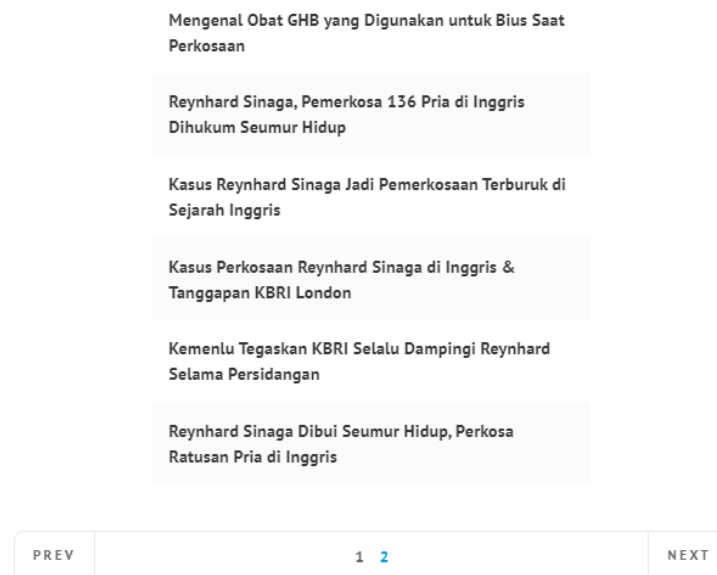 Mengenal Obat GHB yang Digunakan untuk Bius Saat
Perkosaan
Reynhard Sinaga, Pemerkosa 136 Pria di Inggris
Dihukum Seumur Hidup
Kasus Reynhard Sinaga Jadi Pemerkosaan Terburuk di
Sejarah Inggris
Kasus Perkosaan Reynhard Sinaga di Inggris &
Tanggapan KBRI London
Kemenlu Tegaskan KBRI Selalu Dampingi Reynhard
Selama Persidangan
Reynhard Sinaga Dibui Seumur Hidup, Perkosa
Ratusan Pria di Inggris
PREV 1 2 NEXT